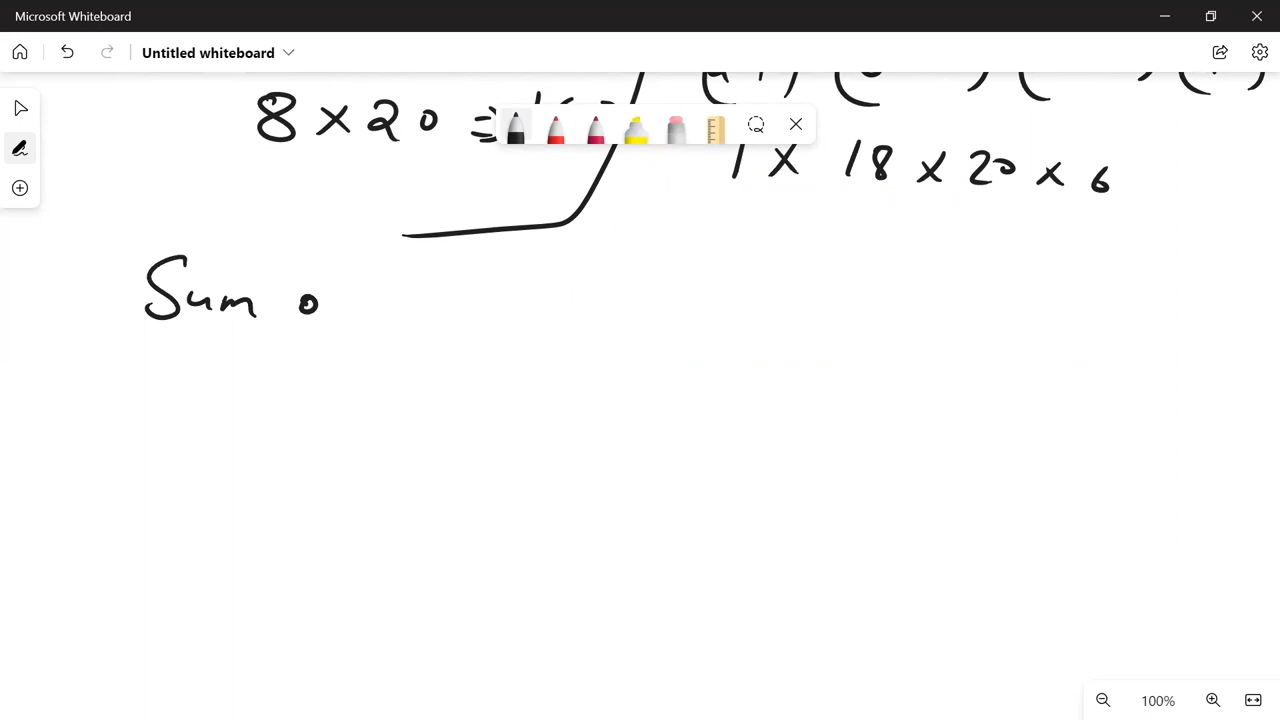 Microsoft Whiteboard
Untitled whiteboard
8 × 20 =
1 × 18 × 20 × 6
Sum o
100%